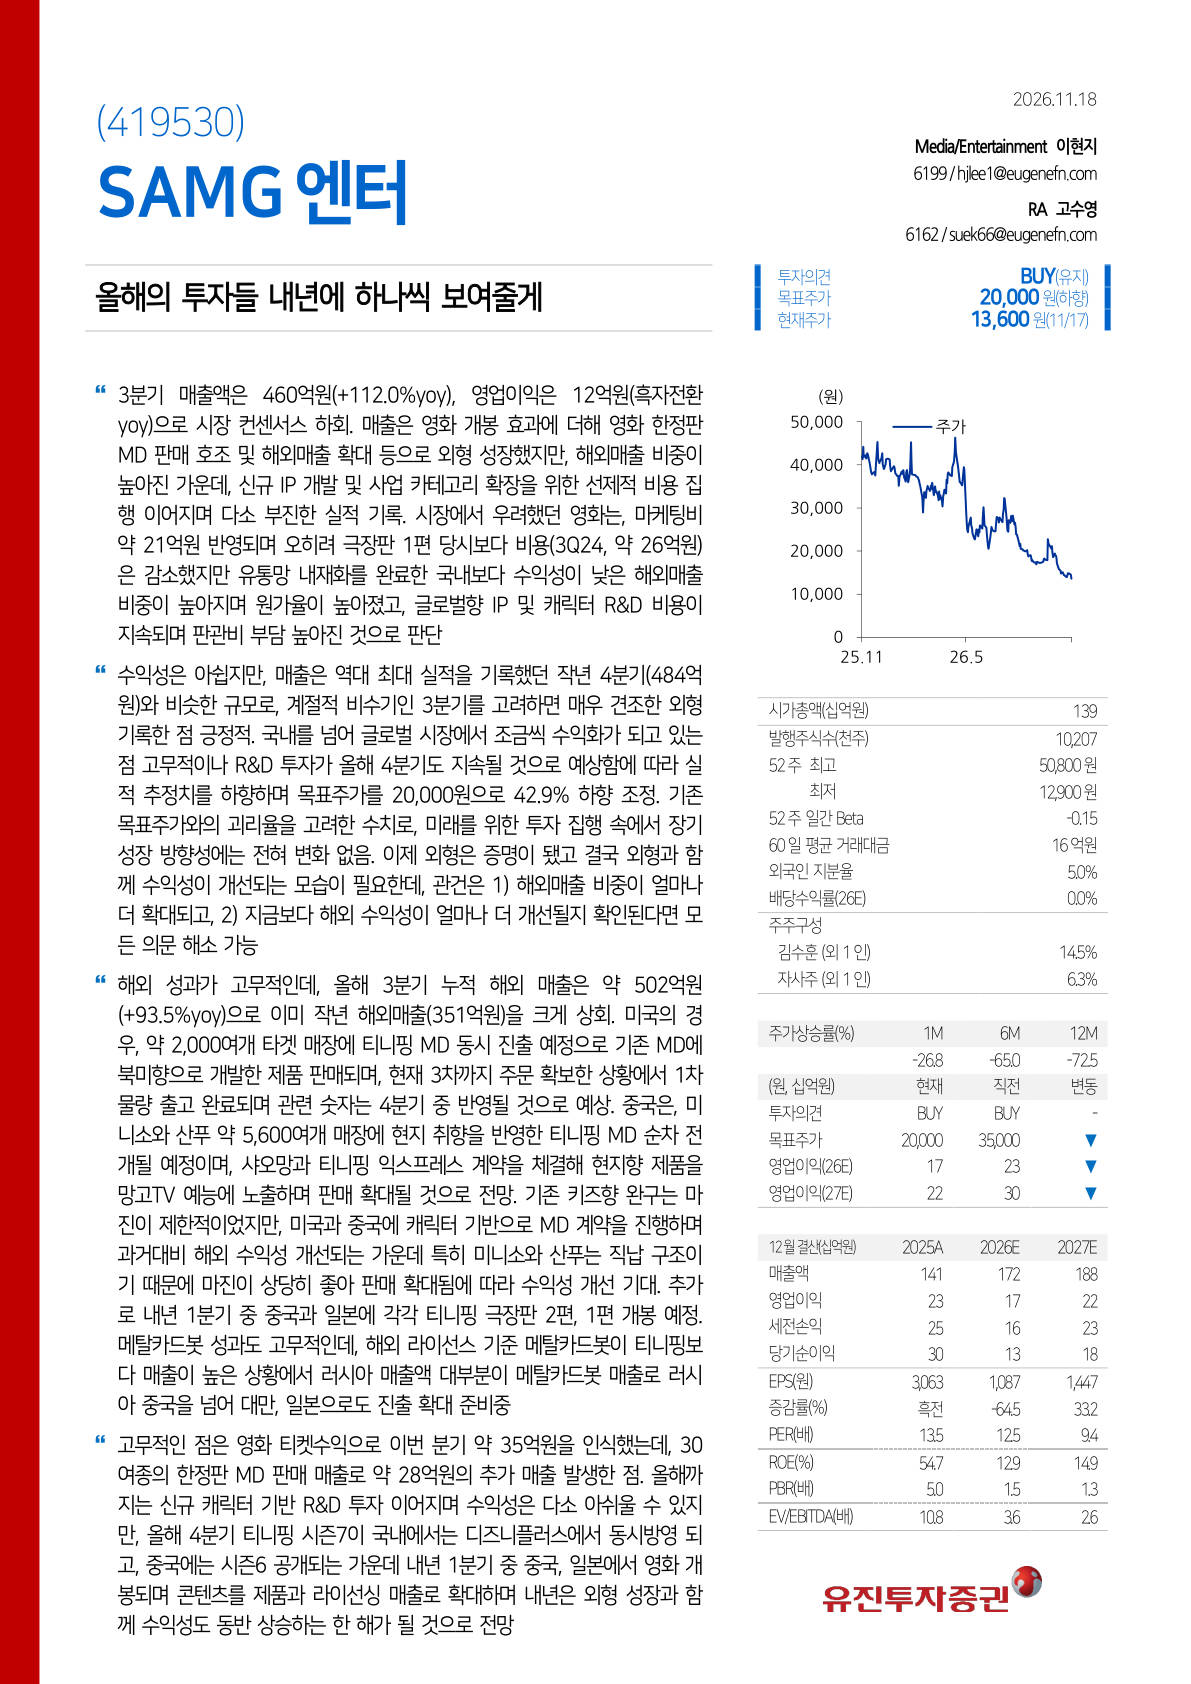 2026.11.18
(419530)
SAMG 엔터
Media/Entertainment 이현지
6199 / hjlee1@eugenefn.com
RA 고수영
6162 / suek66@eugenefn.com
올해의 투자들 내년에 하나씩 보여줄게
투자의견 BUY(유지)
목표주가 20,000 원(하향)
현재주가 13,600 원(11/17)
“ 3분기 매출액은 460억원(+112.0%yoy), 영업이익은 12억원(흑자전환
yoy)으로 시장 컨센서스 하회. 매출은 영화 개봉 효과에 더해 영화 한정판
MD 판매 호조 및 해외매출 확대 등으로 외형 성장했지만, 해외매출 비중이
높아진 가운데, 신규 IP 개발 및 사업 카테고리 확장을 위한 선제적 비용 집
행 이어지며 다소 부진한 실적 기록. 시장에서 우려했던 영화는, 마케팅비
약 21억원 반영되며 오히려 극장판 1편 당시보다 비용(3Q24, 약 26억원)
은 감소했지만 유통망 내재화를 완료한 국내보다 수익성이 낮은 해외매출
비중이 높아지며 원가율이 높아졌고, 글로벌향 IP 및 캐릭터 R&D 비용이
지속되며 판관비 부담 높아진 것으로 판단
“ 수익성은 아쉽지만, 매출은 역대 최대 실적을 기록했던 작년 4분기(484억
원)와 비슷한 규모로, 계절적 비수기인 3분기를 고려하면 매우 견조한 외형
기록한 점 긍정적. 국내를 넘어 글로벌 시장에서 조금씩 수익화가 되고 있는
점 고무적이나 R&D 투자가 올해 4분기도 지속될 것으로 예상함에 따라 실
적 추정치를 하향하며 목표주가를 20,000원으로 42.9% 하향 조정. 기존
목표주가와의 괴리율을 고려한 수치로, 미래를 위한 투자 집행 속에서 장기
성장 방향성에는 전혀 변화 없음. 이제 외형은 증명이 됐고 결국 외형과 함
께 수익성이 개선되는 모습이 필요한데, 관건은 1) 해외매출 비중이 얼마나
더 확대되고, 2) 지금보다 해외 수익성이 얼마나 더 개선될지 확인된다면 모
든 의문 해소 가능
“ 해외 성과가 고무적인데, 올해 3분기 누적 해외 매출은 약 502억원
(+93.5%yoy)으로 이미 작년 해외매출(351억원)을 크게 상회. 미국의 경
우, 약 2,000여개 타겟 매장에 티니핑 MD 동시 진출 예정으로 기존 MD에
북미향으로 개발한 제품 판매되며, 현재 3차까지 주문 확보한 상황에서 1차
물량 출고 완료되며 관련 숫자는 4분기 중 반영될 것으로 예상. 중국은, 미
니소와 산푸 약 5,600여개 매장에 현지 취향을 반영한 티니핑 MD 순차 전
개될 예정이며, 샤오망과 티니핑 익스프레스 계약을 체결해 현지향 제품을
망고TV 예능에 노출하며 판매 확대될 것으로 전망. 기존 키즈향 완구는 마
진이 제한적이었지만, 미국과 중국에 캐릭터 기반으로 MD 계약을 진행하며
과거대비 해외 수익성 개선되는 가운데 특히 미니소와 산푸는 직납 구조이
기 때문에 마진이 상당히 좋아 판매 확대됨에 따라 수익성 개선 기대. 추가
로 내년 1분기 중 중국과 일본에 각각 티니핑 극장판 2편, 1편 개봉 예정.
메탈카드봇 성과도 고무적인데, 해외 라이선스 기준 메탈카드봇이 티니핑보
다 매출이 높은 상황에서 러시아 매출액 대부분이 메탈카드봇 매출로 러시
아 중국을 넘어 대만, 일본으로도 진출 확대 준비중
“ 고무적인 점은 영화 티켓수익으로 이번 분기 약 35억원을 인식했는데, 30
여종의 한정판 MD 판매 매출로 약 28억원의 추가 매출 발생한 점. 올해까
지는 신규 캐릭터 기반 R&D 투자 이어지며 수익성은 다소 아쉬울 수 있지
만, 올해 4분기 티니핑 시즌7이 국내에서는 디즈니플러스에서 동시방영 되
고, 중국에는 시즌6 공개되는 가운데 내년 1분기 중 중국, 일본에서 영화 개
봉되며 콘텐츠를 제품과 라이선싱 매출로 확대하며 내년은 외형 성장과 함
께 수익성도 동반 상승하는 한 해가 될 것으로 전망
(원)
50,000
40,000
30,000
20,000
10,000
0
주가
25.11 26.5
시가총액(십억원) 139
발행주식수(천주) 10,207
52 주 최고 50,800 원
최저 12,900 원
52 주 일간 Beta -0.15
60 일 평균 거래대금 16 억원
외국인 지분율 5.0%
배당수익률(26E) 0.0%
주주구성
김수훈 (외 1 인) 14.5%
자사주 (외 1 인) 6.3%
주가상승률(%) 1M 6M 12M
-26.8 -65.0 -72.5
(원, 십억원) 현재 직전 변동
투자의견 BUY BUY -
목표주가 20,000 35,000 ▼
영업이익(26E) 17 23 ▼
영업이익(27E) 22 30 ▼
12 월 결산(십억원) 2025A 2026E 2027E
매출액 141 172 188
영업이익 23 17 22
세전손익 25 16 23
당기순이익 30 13 18
EPS(원) 3,063 1,087 1,447
증감률(%) 흑전 -64.5 33.2
PER(배) 13.5 12.5 9.4
ROE(%) 54.7 12.9 14.9
PBR(배) 5.0 1.5 1.3
EV/EBITDA(배) 10.8 3.6 2.6
유진투자증권